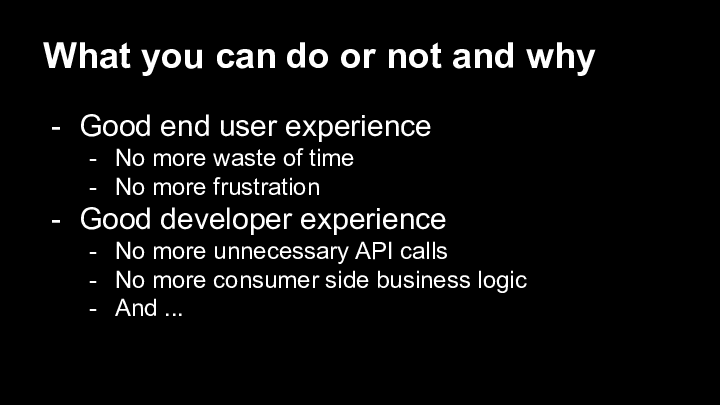 What you can do or not and why
- Good end user experience
- No more waste of time
- No more frustration
- Good developer experience
- No more unnecessary API calls
- No more consumer side business logic
- And ...